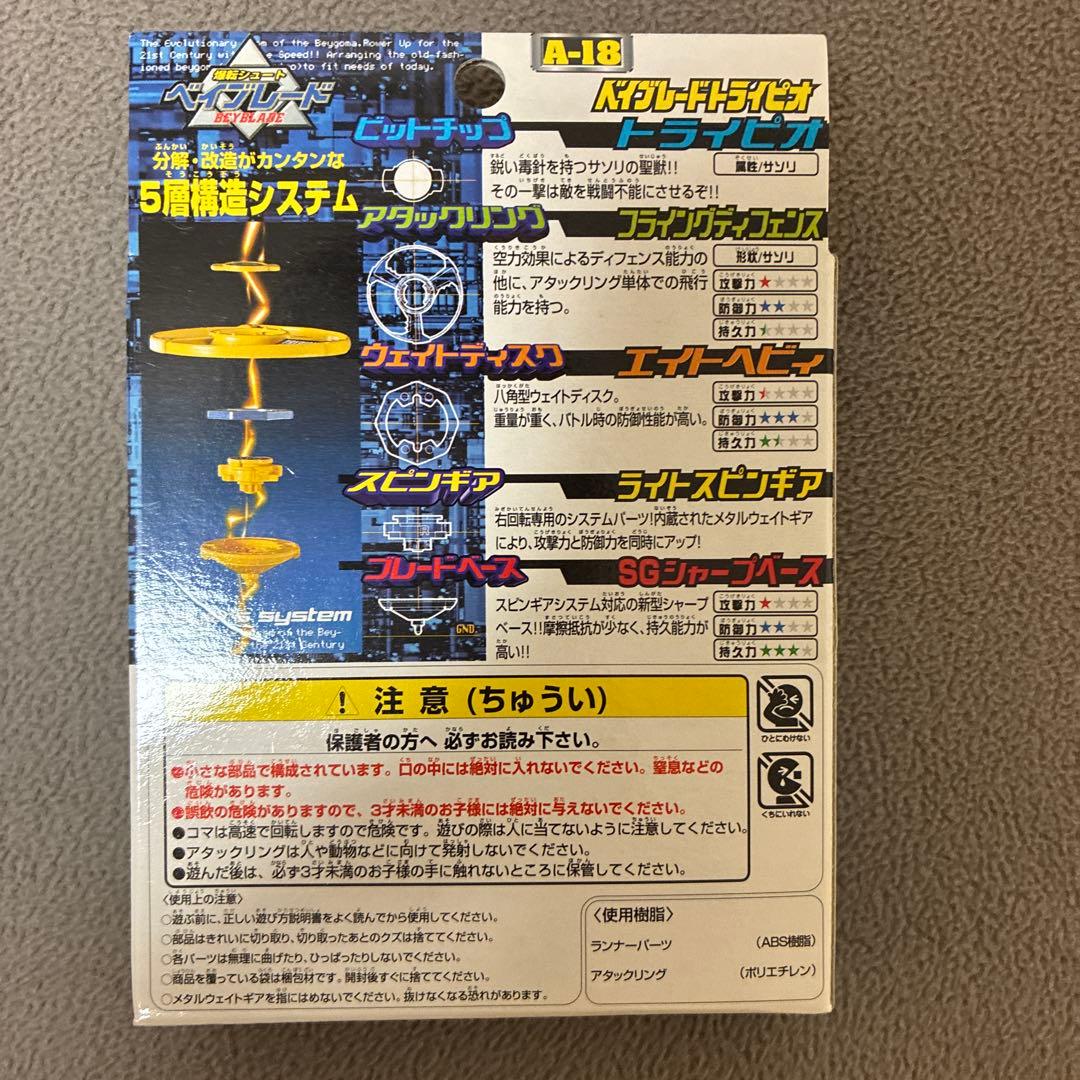 The Evolutionary m of the Beygoma.Power Up for the
21st Century wi e Speed!! Arranging the old-fash-
ioned beygo o)to fit needs of today.
爆転シュート
ベイブレード
BEYBLADE
A-18
ベイブレードトライピオ
分解・改造がカンタンな
5層構造システム
ビットチップ
トライピオ
鋭い毒針を持つサソリの聖獣!!
その一撃は敵を戦闘不能にさせるぞ!!
属性/サソリ
アタックリング
フライングディフェンス
空力効果によるディフェンス能力の
他に、アタックリング単体での飛行
能力を持つ。
形状/サソリ
攻撃力★★★★
防御力★★★★
持久力★★★★
ウェイトディスク
エイトヘビィ
八角型ウェイトディスク。
重量が重く、バトル時の防御性能が高い。
攻撃力★★★★
防御力★★★★
持久力★★★★
スピンギア
ライトスピンギア
右回転専用のシステムパーツ!内蔵されたメタルウェイトギア
により、攻撃力と防御力を同時にアップ!
ブレードベース
SGシャープベース
スピンギアシステム対応の新型シャープ
ベース!!摩擦抵抗が少なく、持久能力が
高い!!
攻撃力★★★★
防御力★★★★
持久力★★★★
GND.
system
on the Bey-
the 21st Century
注意(ちゅうい)
保護者の方へ 必ずお読み下さい。
小さな部品で構成されています。口の中には絶対に入れないでください。窒息などの
危険があります。
誤飲の危険がありますので、3才未満のお子様には絶対に与えないでください。
●コマは高速で回転しますので危険です。遊びの際は人に当てないように注意してください。
●アタックリングは人や動物などに向けて発射しないでください。
●遊んだ後は、必ず3才未満のお子様の手に触れないところに保管してください。
ひとにむけない
くちにいれない
〈使用上の注意〉
○遊ぶ前に、正しい遊び方説明書をよく読んでから使用してください。
○部品はきれいに切り取り、切り取ったあとのクズは捨ててください。
○各パーツは無理に曲げたり、ひっぱったりしないでください。
○商品を覆っている袋は梱包材です。開封後すぐに捨ててください。
○メタルウェイトギアを指にはめないでください。抜けなくなる恐れがあります。
〈使用樹脂〉
ランナーパーツ (ABS樹脂)
アタックリング (ポリエチレン)